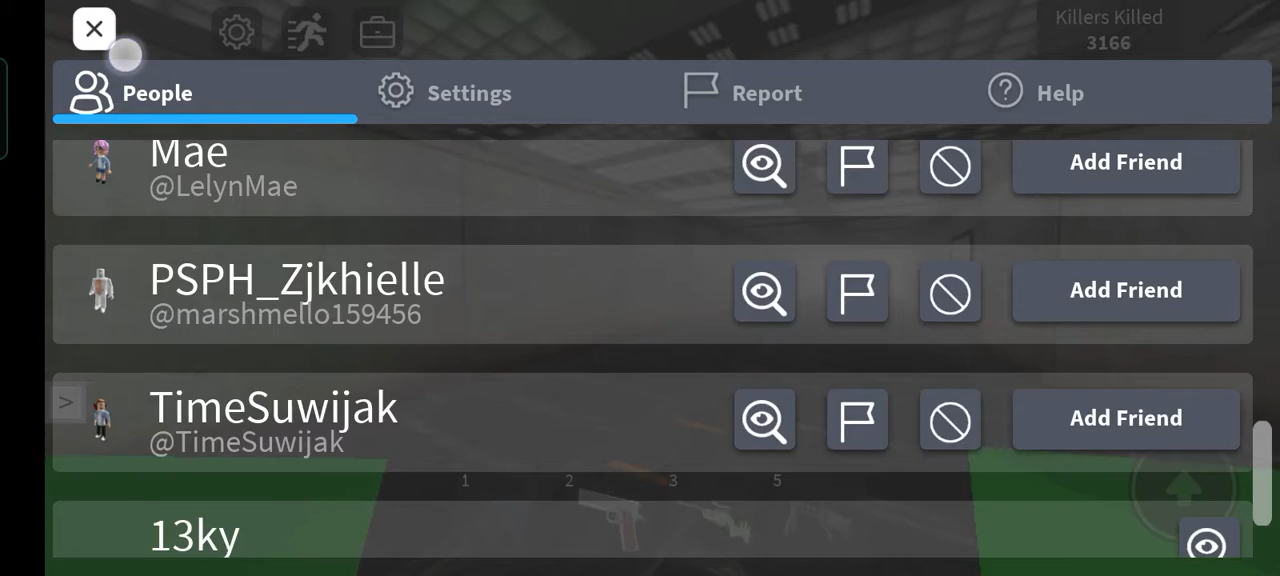 Killers Killed
3166
People
Settings
Report
Help
Mae
@LelynMae
Add Friend
PSPH_Zjkhielle
@marshmello159456
Add Friend
>
TimeSuwijak
@TimeSuwijak
Add Friend
1
2
3
5
13ky